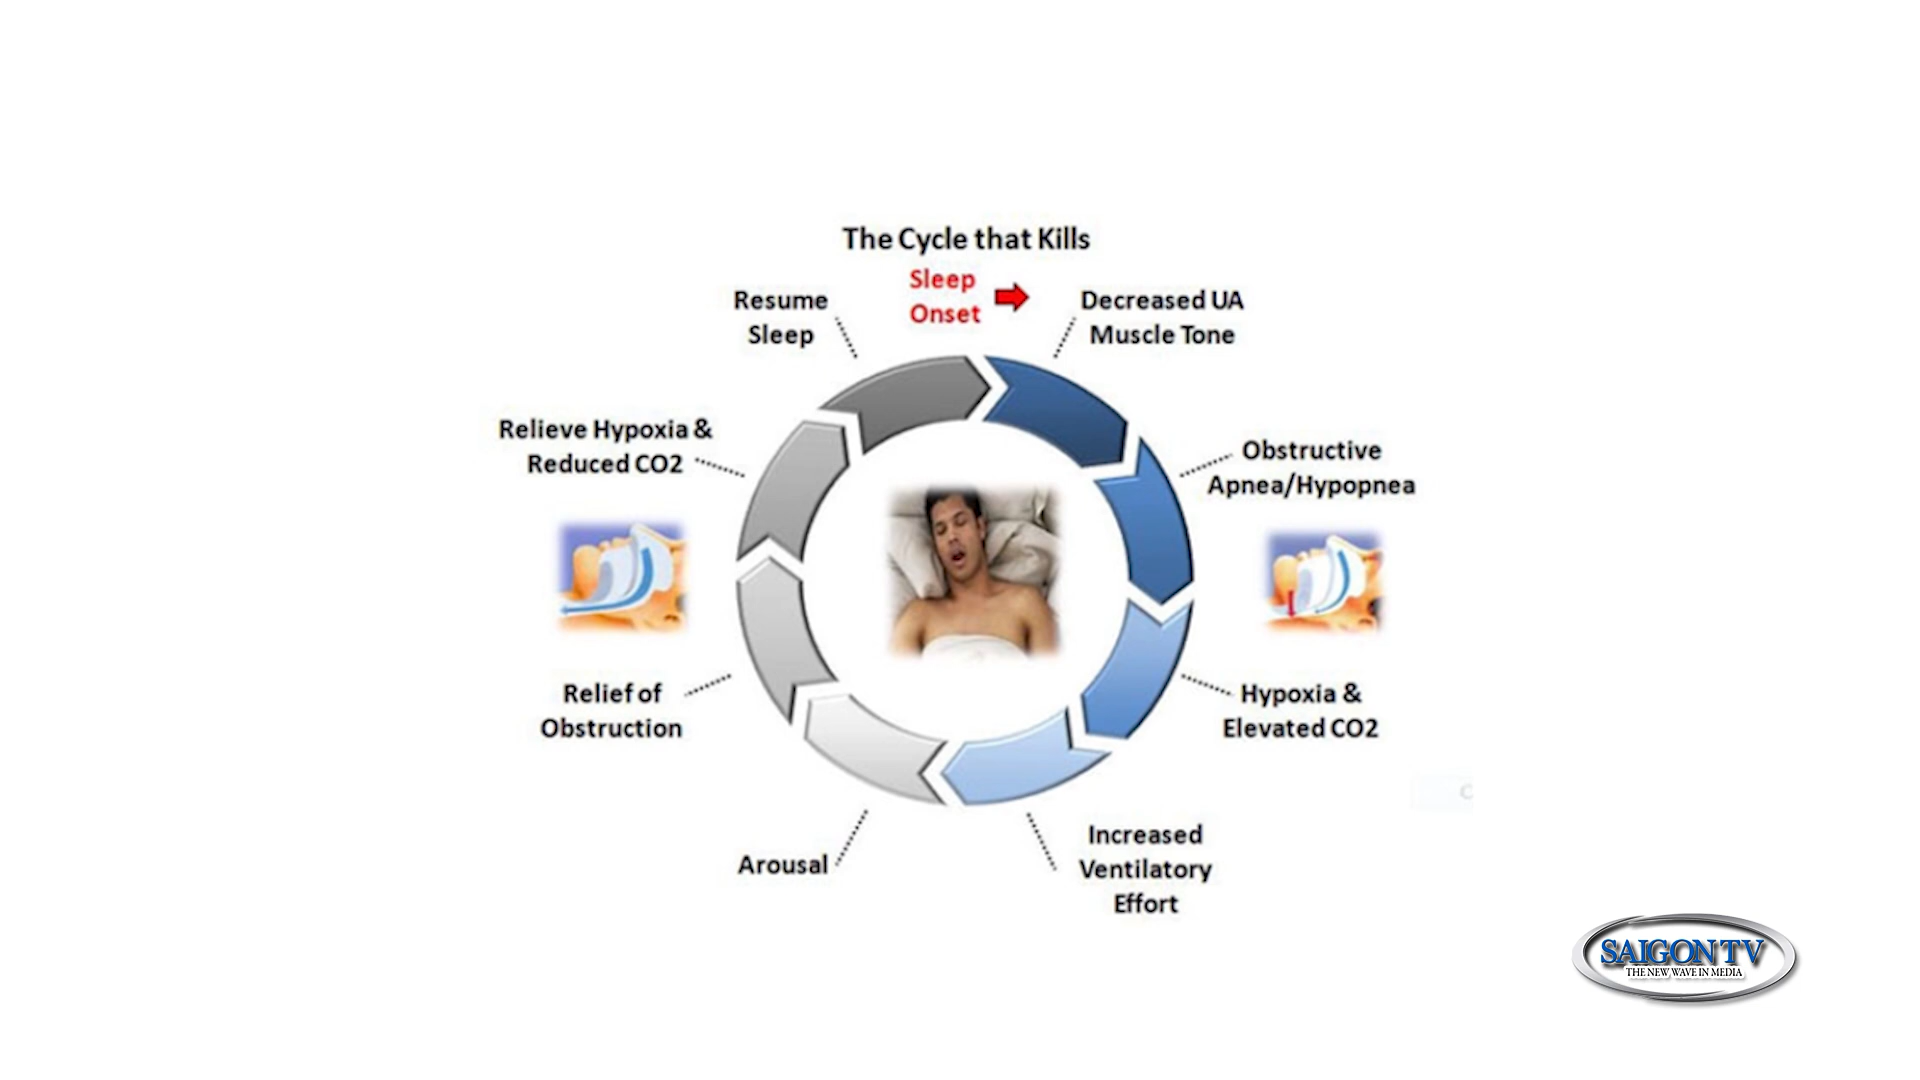 The Cycle that Kills
Sleep
Onset
Decreased UA
Muscle Tone
Obstructive
Apnea/Hypopnea
Hypoxia &
Elevated CO2
Increased
Ventilatory
Effort
Arousal
Relief of
Obstruction
Relieve Hypoxia &
Reduced CO2
Resume
Sleep
SAIGON TV
THE NEW WAVE IN MEDIA